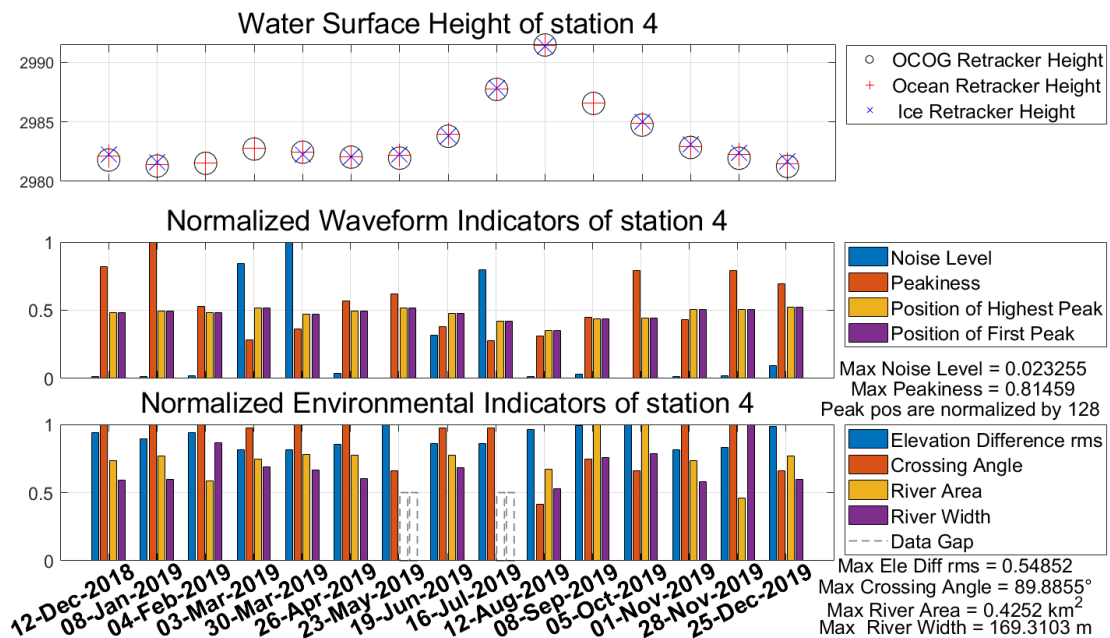 Water Surface Height of station 4
2990
2985
2980
OCOG Retracker Height
Ocean Retracker Height
Ice Retracker Height
Normalized Waveform Indicators of station 4
1
0.5
0
Noise Level
Peakiness
Position of Highest Peak
Position of First Peak
Max Noise Level = 0.023255
Max Peakiness = 0.81459
Peak pos are normalized by 128
Normalized Environmental Indicators of station 4
1
0.5
0
Elevation Difference rms
Crossing Angle
River Area
River Width
Data Gap
Max Ele Diff rms = 0.54852
Max Crossing Angle = 89.8855°
Max River Area = 0.4252 km²
Max River Width = 169.3103 m
12-Dec-2018
08-Jan-2019
04-Feb-2019
03-Mar-2019
30-Mar-2019
26-Apr-2019
23-May-2019
19-Jun-2019
16-Jul-2019
12-Aug-2019
08-Sep-2019
05-Oct-2019
01-Nov-2019
28-Nov-2019
25-Dec-2019